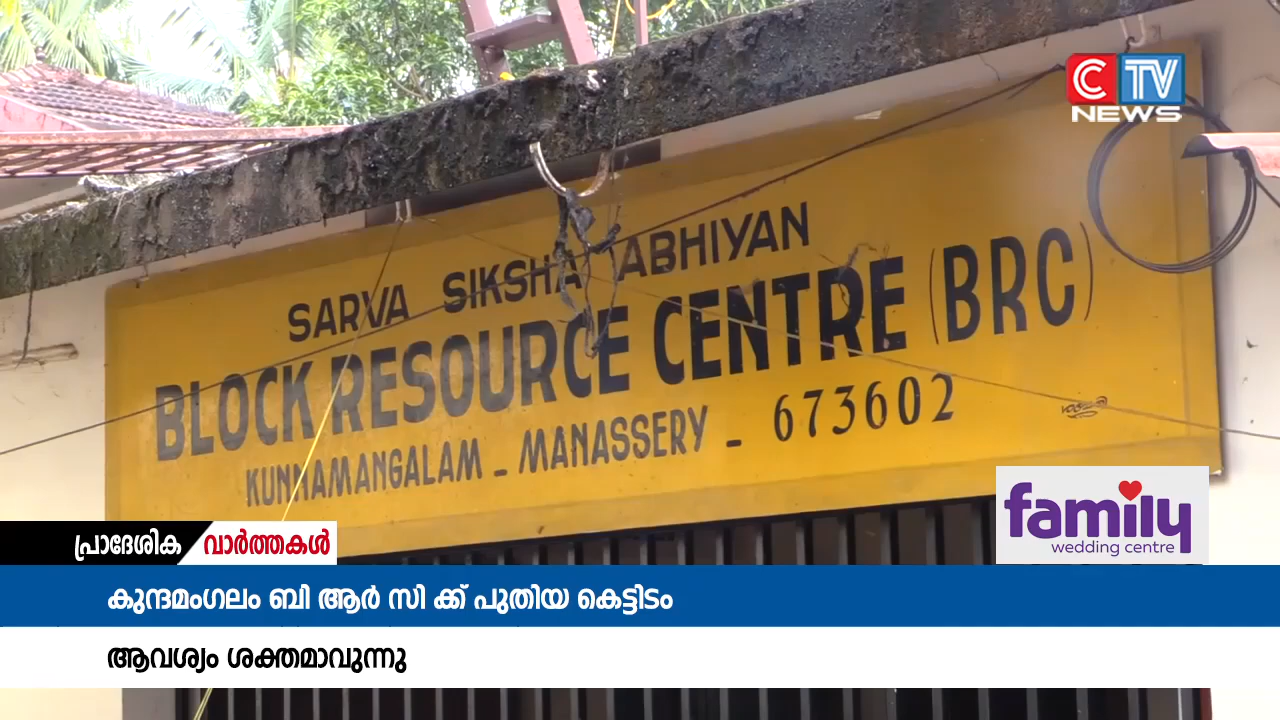 CTV
NEWS
SARVA SIKSHA ABHIYAN
BLOCK RESOURCE CENTRE (BRC)
KUNNAMANGALAM - MANASSERY - 673602
family
wedding centre
പ്രാദേശിക വാർത്തകൾ
കുന്ദമംഗലം ബി ആർ സി ക്ക് പുതിയ കെട്ടിടം
ആവശ്യം ശക്തമാവുന്നു